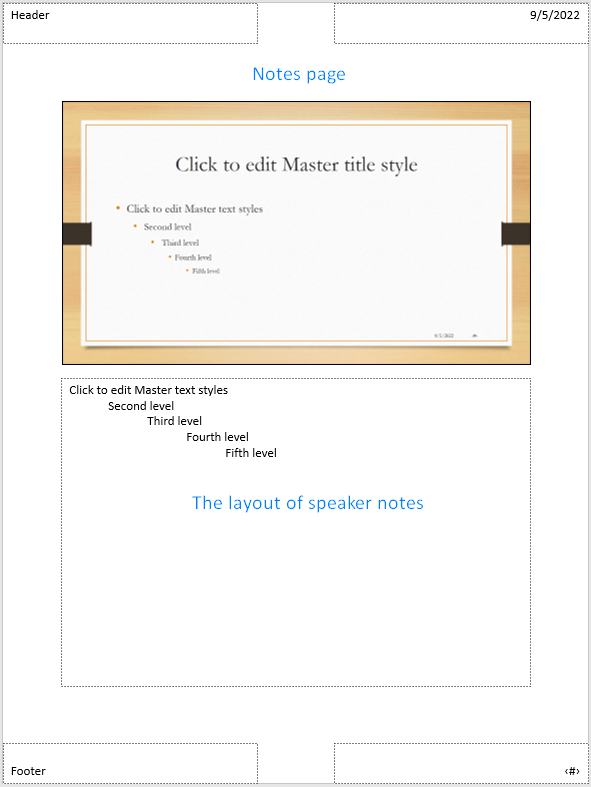 Header
9/5/2022
Notes page
Click to edit Master title style
• Click to edit Master text styles
• Second level
• Third level
• Fourth level
• Fifth level
9/5/2022
Click to edit Master text styles
Second level
Third level
Fourth level
Fifth level
The layout of speaker notes
Footer
‹#›